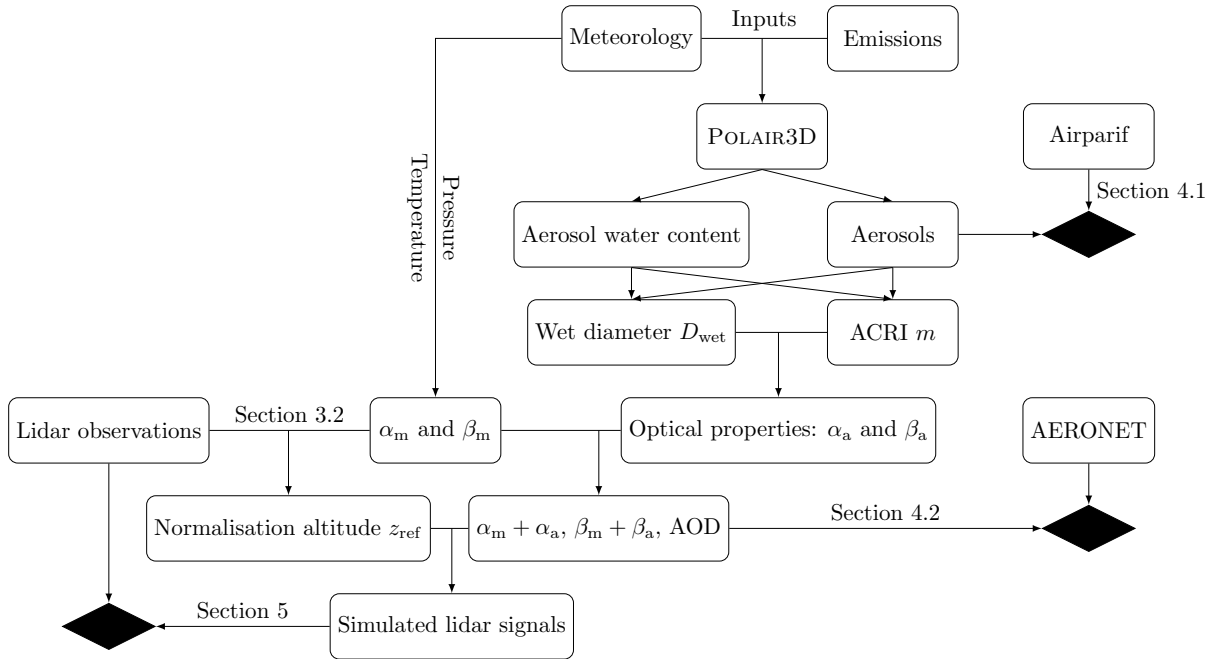 Inputs
Meteorology
Emissions
POLAIR3D
Airparif
Pressure
Temperature
Section 4.1
Aerosol water content
Aerosols
Wet diameter D_wet
ACRI m
Lidar observations
Section 3.2
α_m and β_m
Optical properties: α_a and β_a
AERONET
Normalisation altitude z_ref
α_m + α_a, β_m + β_a, AOD
Section 4.2
Section 5
Simulated lidar signals